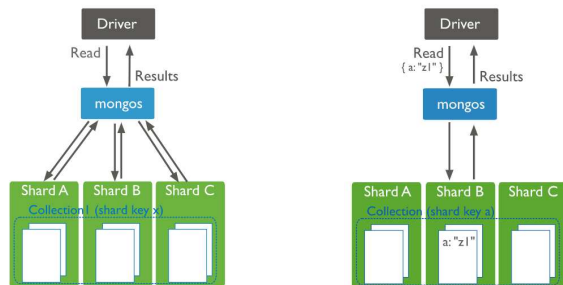 Driver
Read
Results
mongos
Shard A Shard B Shard C
Collection1 (shard key x)
Driver
Read
{ a: "z1" }
Results
mongos
Shard A Shard B Shard C
Collection (shard key a)
a: "z1"